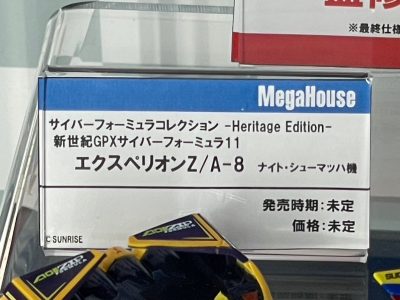 ※最終仕様
MegaHouse
サイバーフォーミュラコレクション -Heritage Edition-
新世紀GPXサイバーフォーミュラ11
エクスペリオンZ/A-8 ナイト・シューマッハ機
発売時期:未定
価格:未定
©SUNRISE